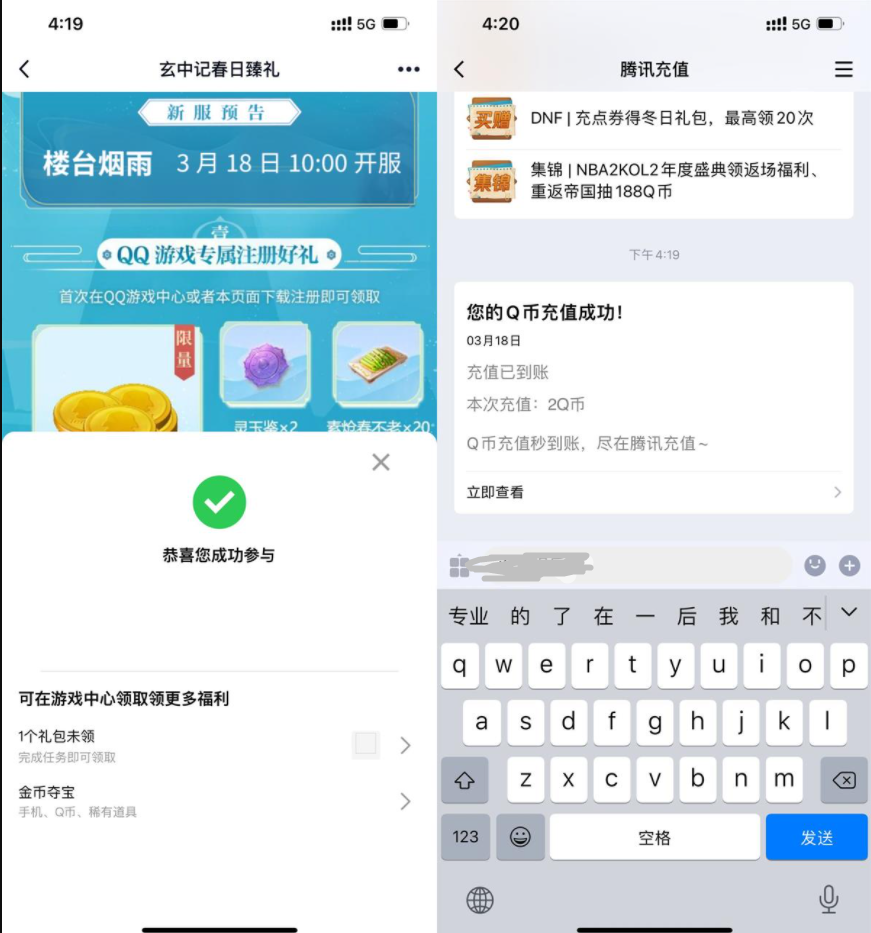 4:19
5G
玄中记春日臻礼
新服预告
楼台烟雨 3月18日10:00开服
壹
QQ游戏专属注册好礼
首次在QQ游戏中心或者本页面下载注册即可领取
限量
灵玉鉴×2
素烩春不老×20
恭喜您成功参与
可在游戏中心领取领更多福利
1个礼包未领
完成任务即可领取
金币夺宝
手机、Q币、稀有道具
4:20
5G
腾讯充值
买赠
DNF | 充点券得冬日礼包，最高领20次
集锦
集锦 | NBA2KOL2年度盛典领返场福利、
重返帝国抽188Q币
下午4:19
您的Q币充值成功！
03月18日
充值已到账
本次充值：2Q币
Q币充值秒到账，尽在腾讯充值~
立即查看
专业 的 了 在 一 后 我 和 不
q w e r t y u i o p
a s d f g h j k l
z x c v b n m
123
空格
发送